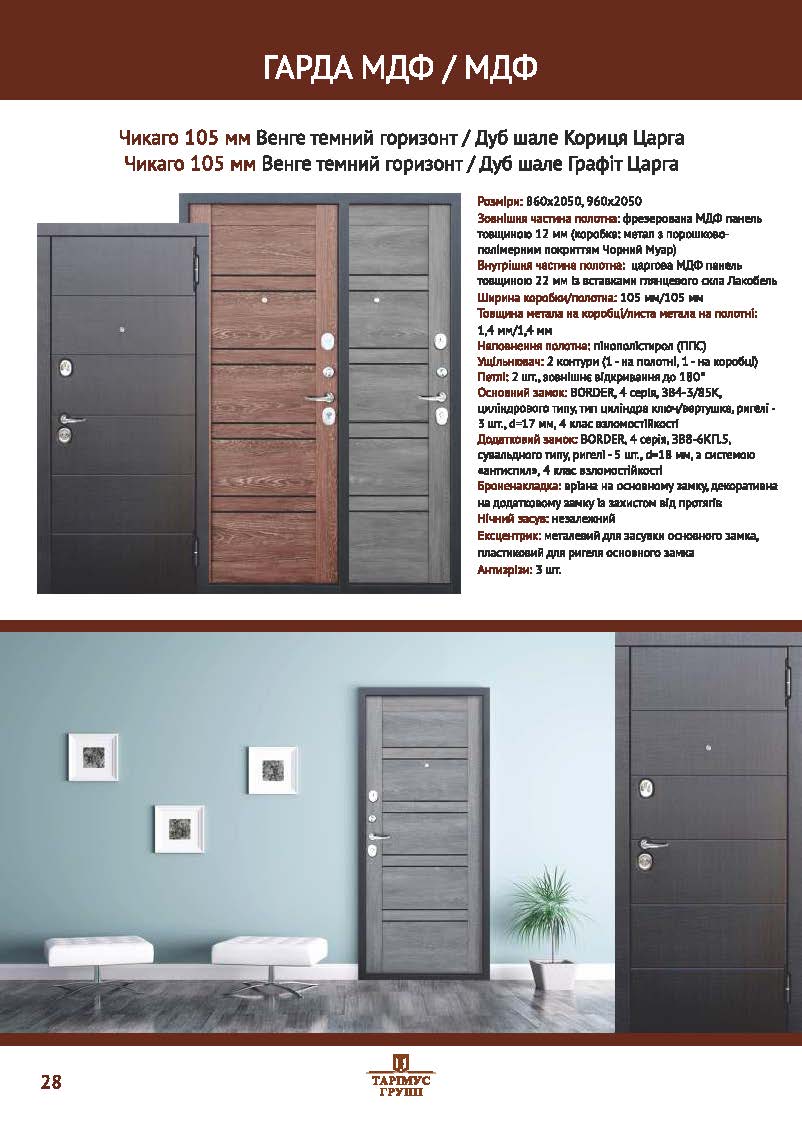 ГАРДА МДФ / МДФ
Чикаго 105 мм Венге темний горизонт / Дуб шале Кориця Царга
Чикаго 105 мм Венге темний горизонт / Дуб шале Графіт Царга
Розміри: 860х2050, 960х2050
Зовнішня частина полотна: фрезерована МДФ панель
товщиною 12 мм (коробка: метал з порошково-
полімерним покриттям Чорний Муар)
Внутрішня частина полотна: царгова МДФ панель
товщиною 22 мм із вставками глянцевого скла Лакобель
Ширина коробки/полотна: 105 мм/105 мм
Товщина метала на коробці/листа метала на полотні:
1,4 мм/1,4 мм
Наповнення полотна: пінополістирол (ППС)
Ущільнювач: 2 контури (1 - на полотні, 1 - на коробці)
Петлі: 2 шт., зовнішнє відкривання до 180°
Основний замок: BORDER, 4 серія, ЗВ4-3/85К,
циліндрового типу, тип циліндра ключ/вертушка, ригелі -
3 шт., d=17 мм, 4 клас взломостійкості
Додатковий замок: BORDER, 4 серія, ЗВ8-6КП.5,
сувальдного типу, ригелі - 5 шт., d=18 мм, з системою
«антиспил», 4 клас взломостійкості
Броненакладка: врізна на основному замку, декоративна
на додатковому замку із захистом від протягів
Нічний засув: незалежний
Ексцентрик: металевий для засувки основного замка,
пластиковий для ригеля основного замка
Антизрізи: 3 шт.
28
ТАРІМУС
ГРУПП